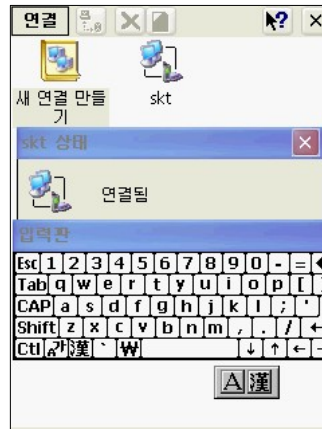 연결
새 연결 만들
기
skt
skt 상태
연결됨
입력판
Esc 1 2 3 4 5 6 7 8 9 0 - =
Tab q w e r t y u i o p [
CAP a s d f g h j k l ; '
Shift z x c v b n m , . / ←
Ctl 가 漢 ` ₩ ↓ ↑ ←
A 漢